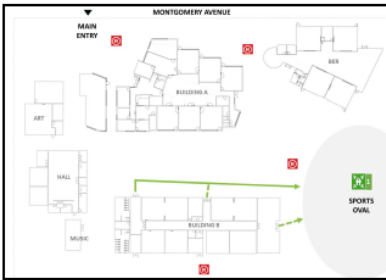 MONTGOMERY AVENUE
MAIN
ENTRY
BER
BUILDING A
ART
HALL
SPORTS
OVAL
BUILDING B
MUSIC